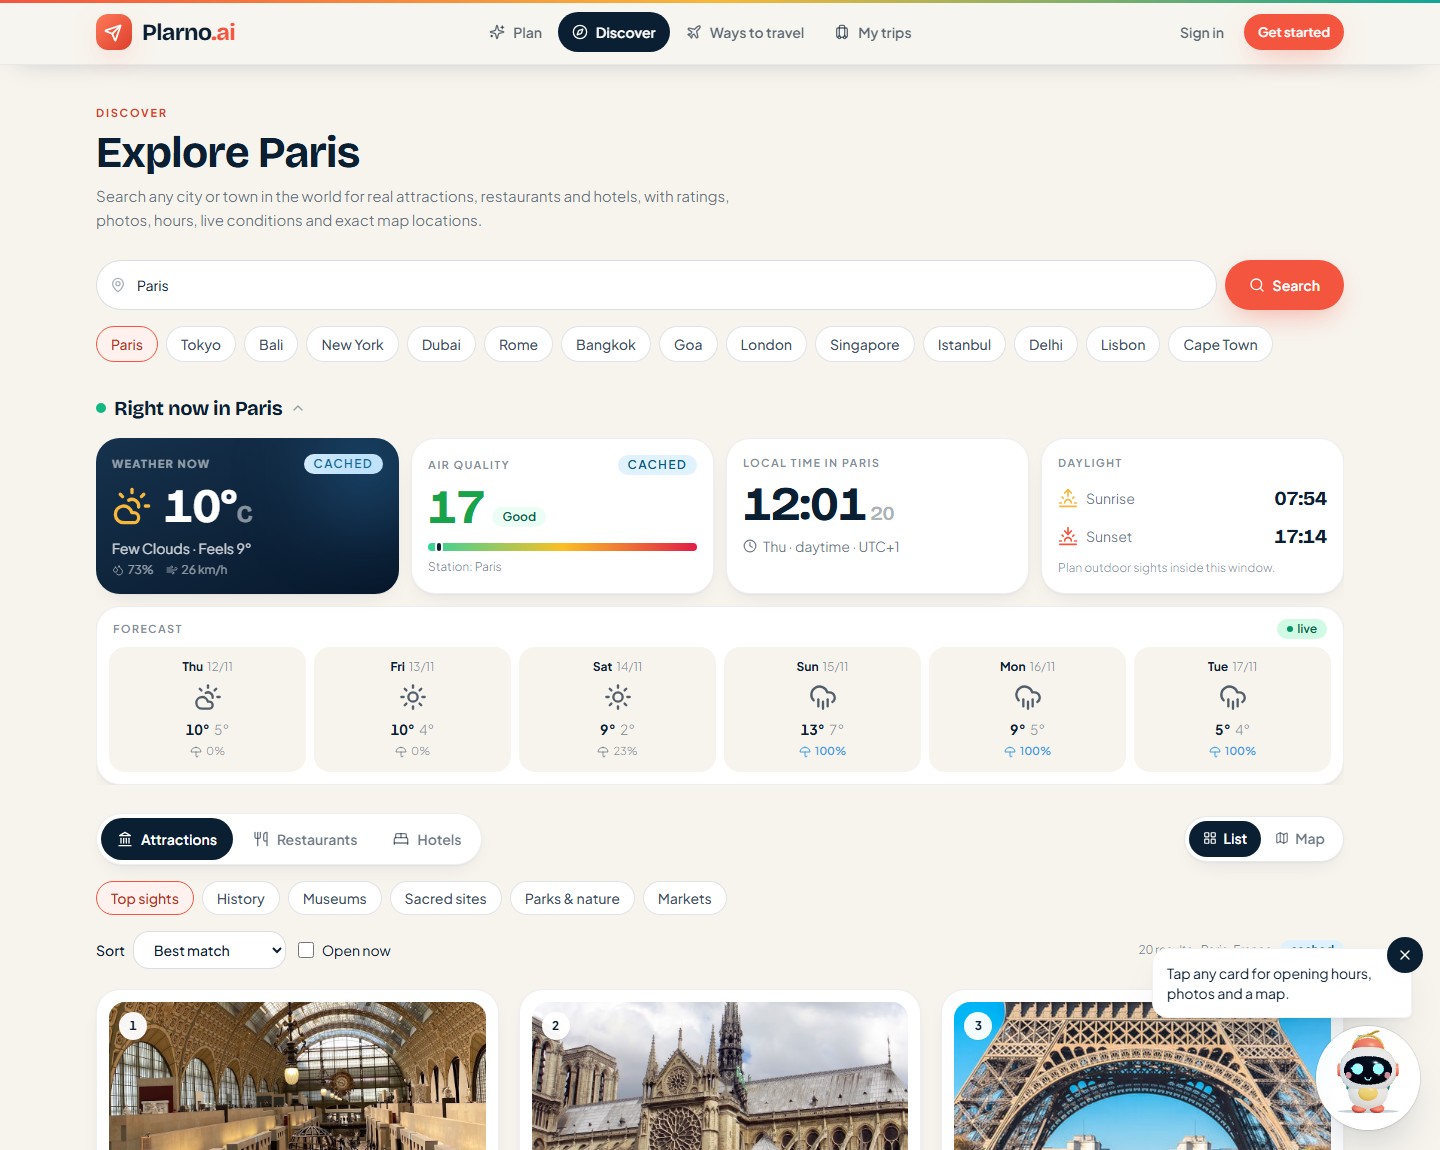 Plarno.ai
Plan
Discover
Ways to travel
My trips
Sign in
Get started
DISCOVER
Explore Paris
Search any city or town in the world for real attractions, restaurants and hotels, with ratings,
photos, hours, live conditions and exact map locations.
Paris
Search
Paris
Tokyo
Bali
New York
Dubai
Rome
Bangkok
Goa
London
Singapore
Istanbul
Delhi
Lisbon
Cape Town
Right now in Paris
WEATHER NOW
CACHED
10°C
Few Clouds · Feels 9°
73% 26 km/h
AIR QUALITY
CACHED
17 Good
Station: Paris
LOCAL TIME IN PARIS
12:01 20
Thu · daytime · UTC+1
DAYLIGHT
Sunrise 07:54
Sunset 17:14
Plan outdoor sights inside this window.
FORECAST
live
Thu 12/11
10° 5°
0%
Fri 13/11
10° 4°
0%
Sat 14/11
9° 2°
23%
Sun 15/11
13° 7°
100%
Mon 16/11
9° 5°
100%
Tue 17/11
5° 4°
100%
Attractions
Restaurants
Hotels
List
Map
Top sights
History
Museums
Sacred sites
Parks & nature
Markets
Sort
Best match
Open now
20 results · Paris, France
cached
Tap any card for opening hours,
photos and a map.
1
2
3